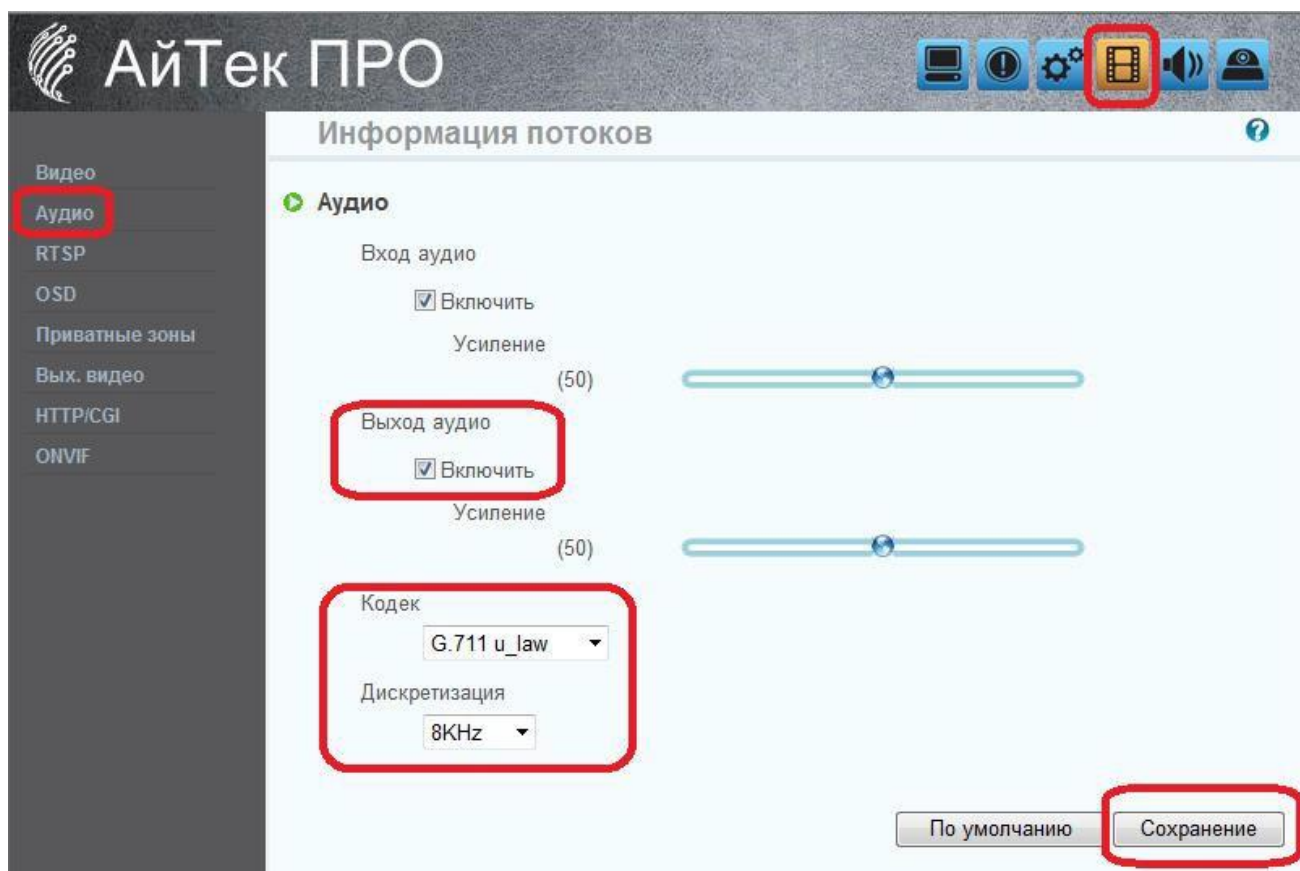 АйТек ПРО
Информация потоков
?
Видео
Аудио
RTSP
OSD
Приватные зоны
Вых. видео
HTTP/CGI
ONVIF
Аудио
Вход аудио
Включить
Усиление
(50)
Выход аудио
Включить
Усиление
(50)
Кодек
G.711 u_law
Дискретизация
8KHz
По умолчанию
Сохранение